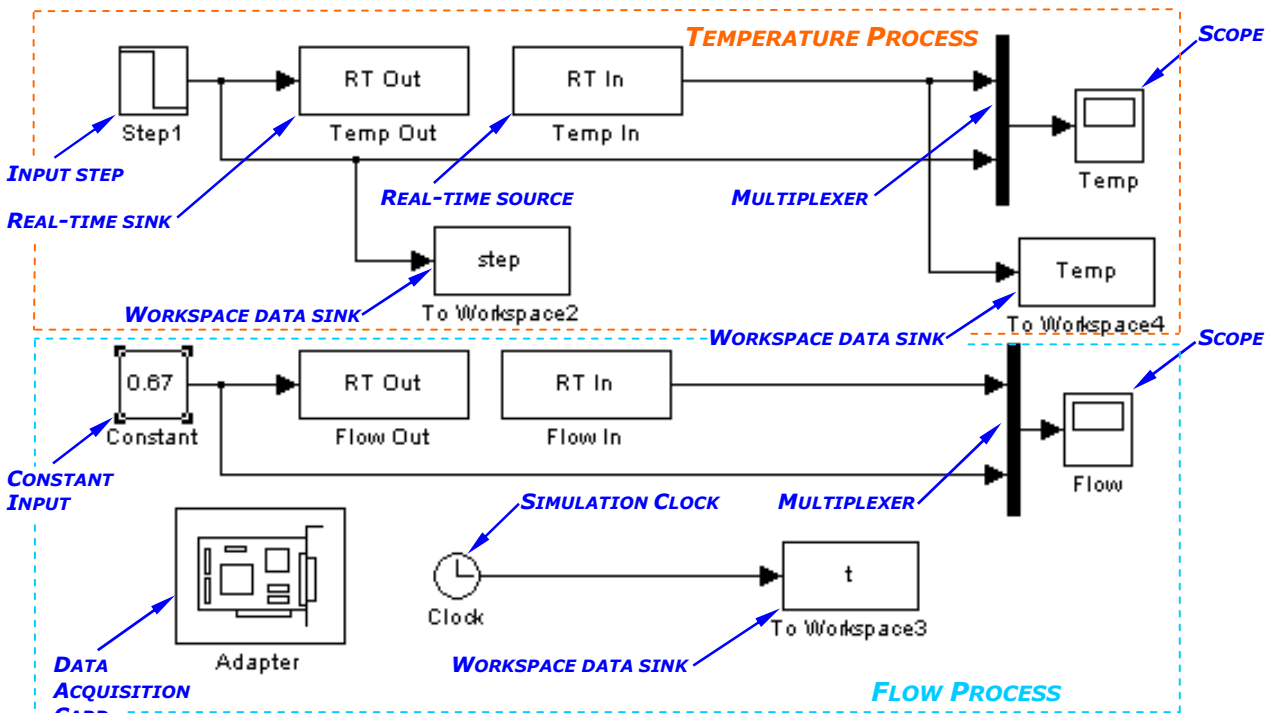 TEMPERATURE PROCESS
SCOPE
RT Out
RT In
Step1
Temp Out
Temp In
INPUT STEP
Temp
REAL-TIME SOURCE
MULTIPLEXER
REAL-TIME SINK
step
Temp
WORKSPACE DATA SINK
To Workspace2
To Workspace4
WORKSPACE DATA SINK
SCOPE
0.67
RT Out
RT In
Constant
Flow Out
Flow In
CONSTANT
INPUT
Flow
SIMULATION CLOCK
MULTIPLEXER
t
Clock
To Workspace3
Adapter
DATA
ACQUISITION
CARD
WORKSPACE DATA SINK
FLOW PROCESS